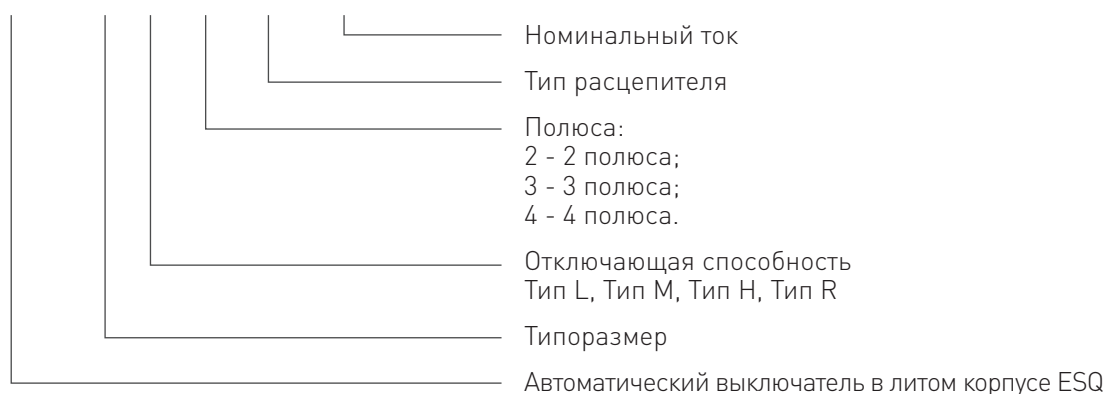 Номинальный ток
Тип расцепителя
Полюса:
2 - 2 полюса;
3 - 3 полюса;
4 - 4 полюса.
Отключающая способность
Тип L, Тип M, Тип H, Тип R
Типоразмер
Автоматический выключатель в литом корпусе ESQ